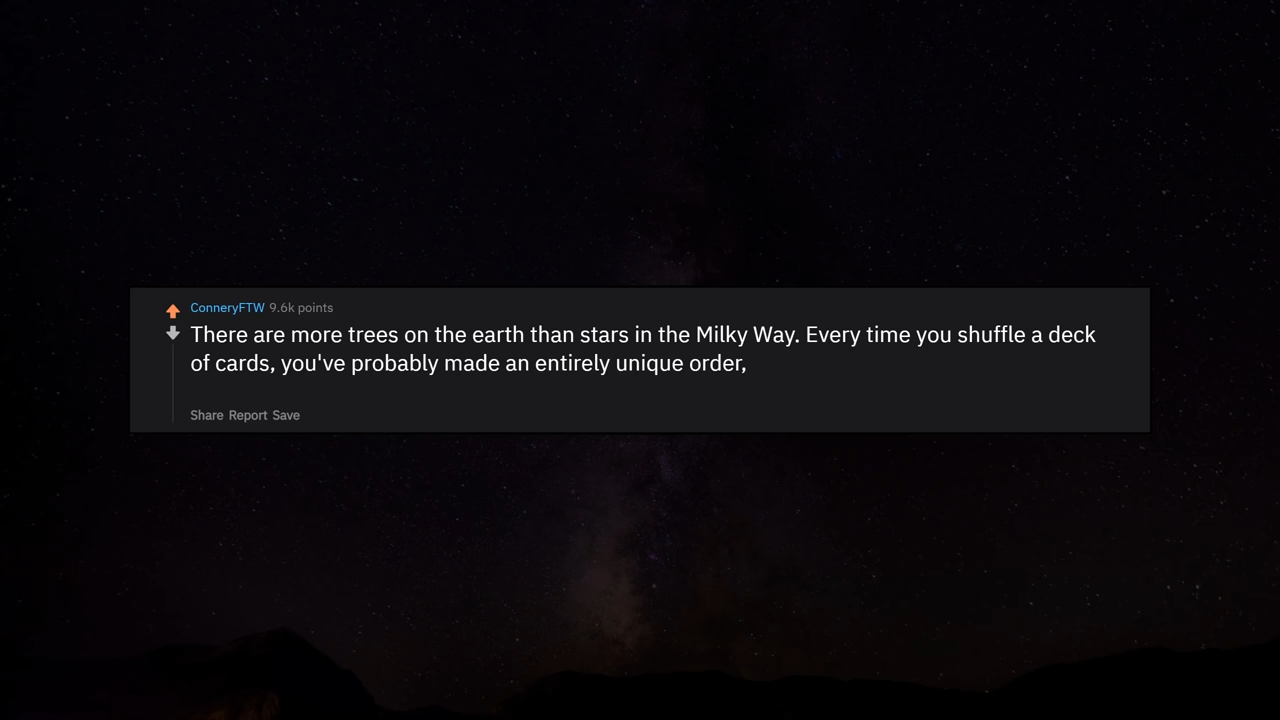 ConneryFTW 9.6k points
There are more trees on the earth than stars in the Milky Way. Every time you shuffle a deck
of cards, you've probably made an entirely unique order,
Share Report Save